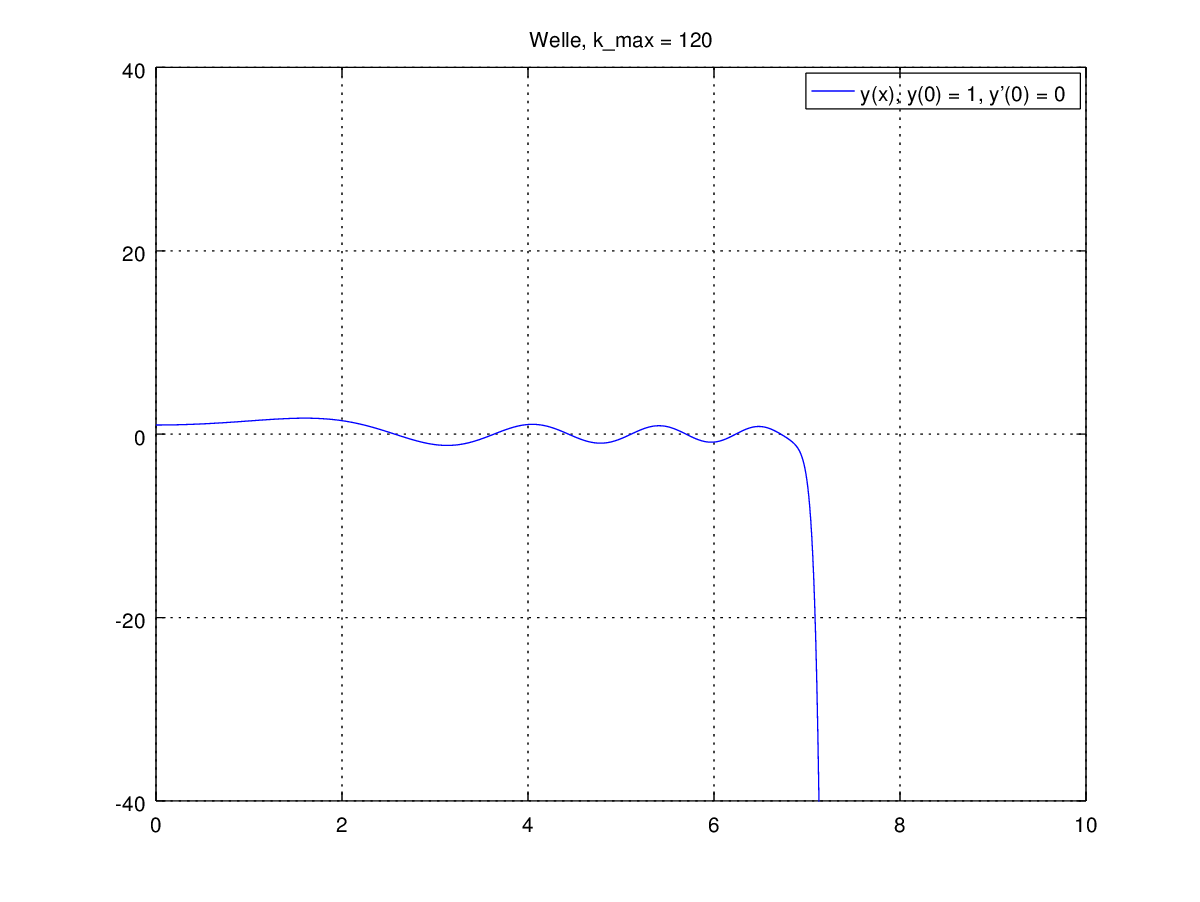 Welle, k_max = 120
y(x), y(0) = 1, y'(0) = 0
40
20
0
-20
-40
0 2 4 6 8 10